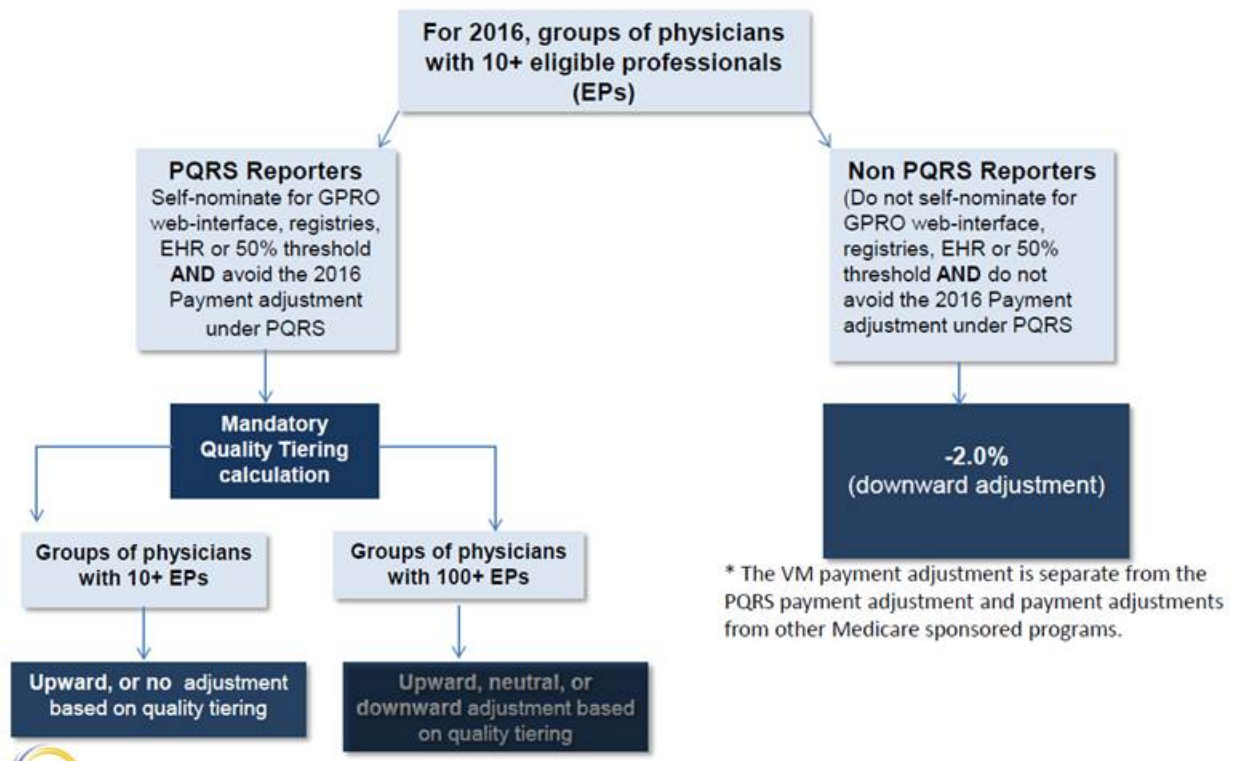 For 2016, groups of physicians
with 10+ eligible professionals
(EPs)
PQRS Reporters
Self-nominate for GPRO
web-interface, registries,
EHR or 50% threshold
AND avoid the 2016
Payment adjustment
under PQRS
Non PQRS Reporters
(Do not self-nominate for
GPRO web-interface,
registries, EHR or 50%
threshold AND do not
avoid the 2016 Payment
adjustment under PQRS
Mandatory
Quality Tiering
calculation
-2.0%
(downward adjustment)
Groups of physicians
with 10+ EPs
Groups of physicians
with 100+ EPs
* The VM payment adjustment is separate from the
PQRS payment adjustment and payment adjustments
from other Medicare sponsored programs.
Upward, or no adjustment
based on quality tiering
Upward, neutral, or
downward adjustment based
on quality tiering